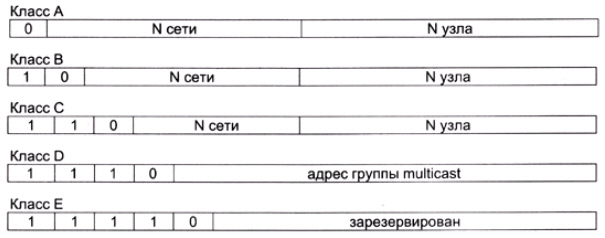 Класс А
0 N сети N узла
Класс В
1 0 N сети N узла
Класс С
1 1 0 N сети N узла
Класс D
1 1 1 0 адрес группы multicast
Класс Е
1 1 1 1 0 зарезервирован